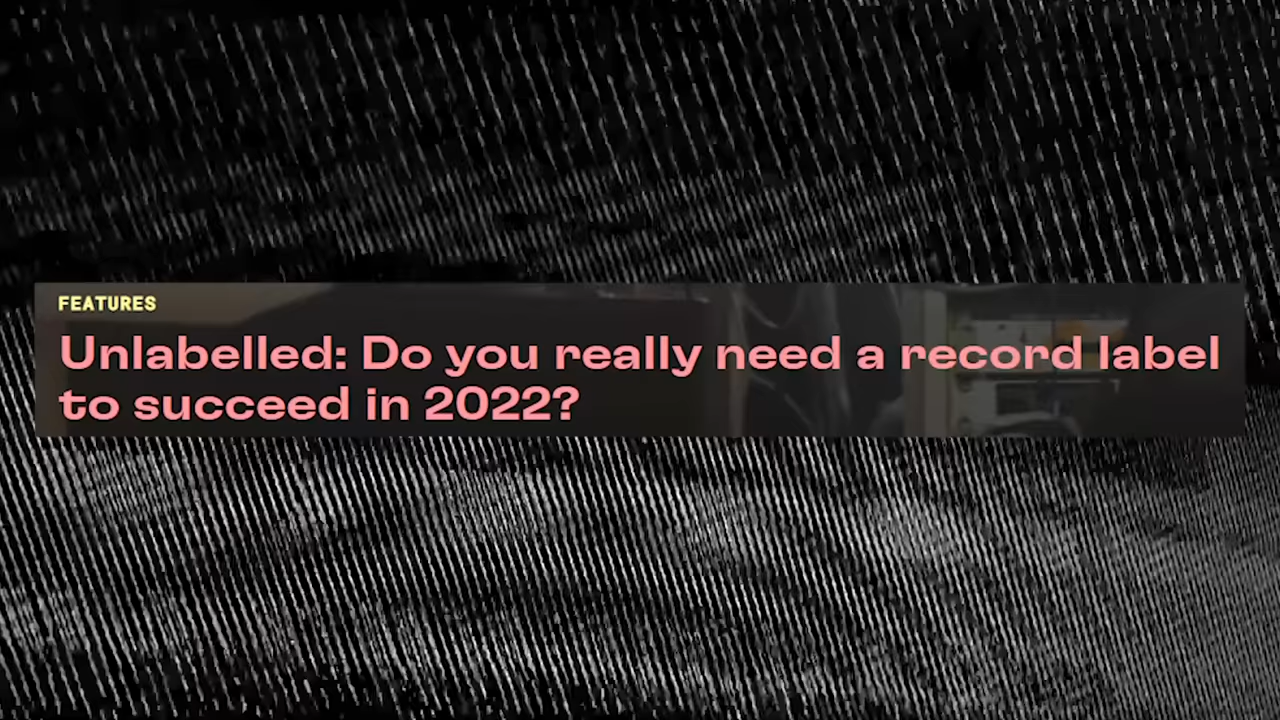 FEATURES
Unlabelled: Do you really need a record label
to succeed in 2022?